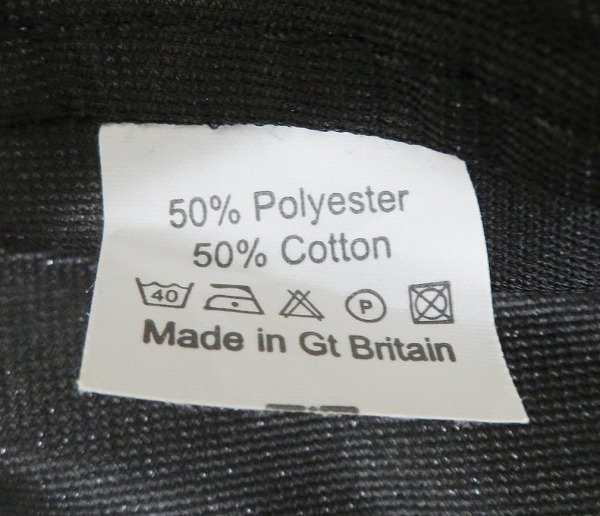 50% Polyester
50% Cotton
40 P
Made in Gt Britain